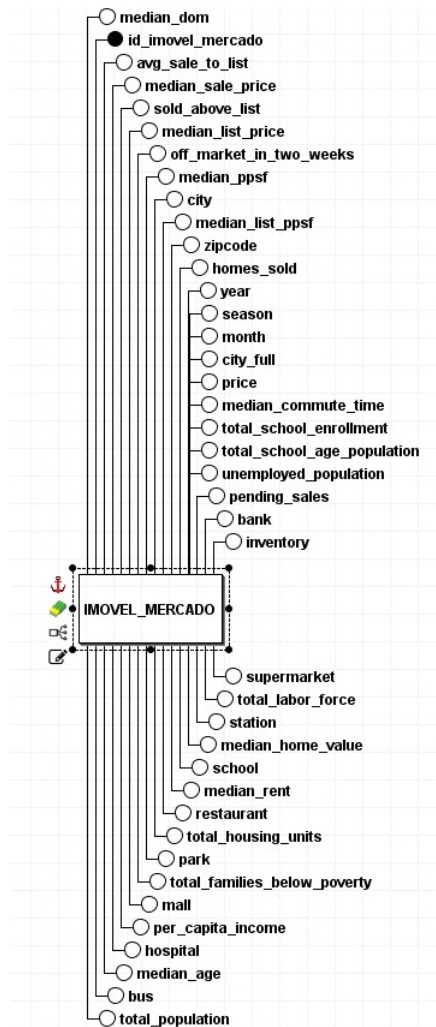 median_dom
id_imovel_mercado
avg_sale_to_list
median_sale_price
sold_above_list
median_list_price
off_market_in_two_weeks
median_ppsf
city
median_list_ppsf
zipcode
homes_sold
year
season
month
city_full
price
median_commute_time
total_school_enrollment
total_school_age_population
unemployed_population
pending_sales
bank
inventory
IMOVEL_MERCADO
supermarket
total_labor_force
station
median_home_value
school
median_rent
restaurant
total_housing_units
park
total_families_below_poverty
mall
per_capita_income
hospital
median_age
bus
total_population